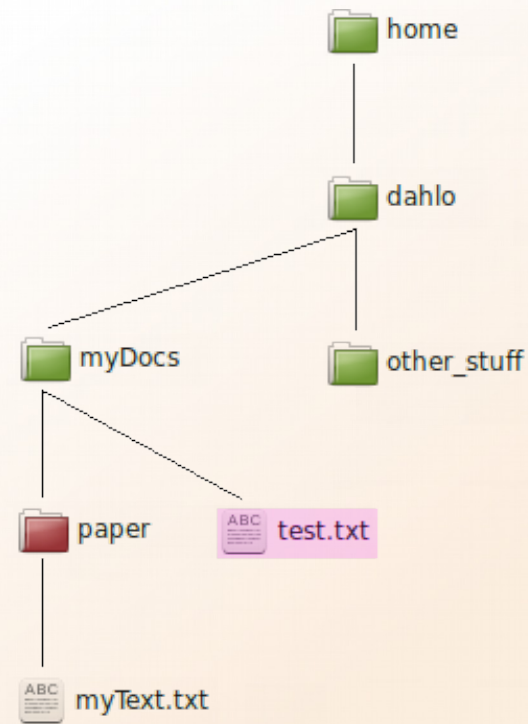 home
dahlo
myDocs
other_stuff
paper
ABC
test.txt
ABC
myText.txt